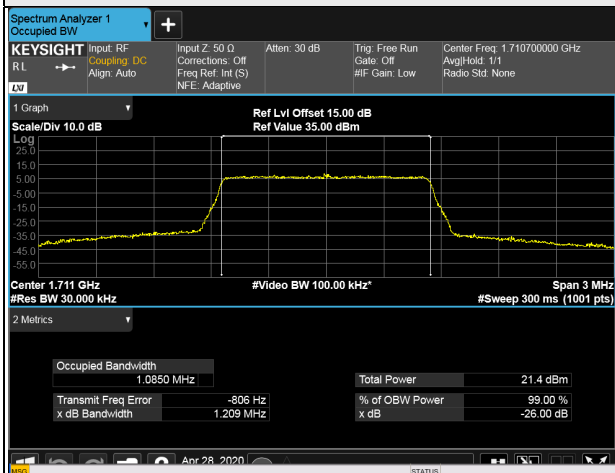 Spectrum Analyzer 1
Occupied BW
+
KEYSIGHT
RL
LXI
Input: RF
Coupling: DC
Align: Auto
Input Z: 50 Ω
Corrections: Off
Freq Ref: Int (S)
NFE: Adaptive
Atten: 30 dB
Trig: Free Run
Gate: Off
#IF Gain: Low
Center Freq: 1.710700000 GHz
Avg|Hold: 1/1
Radio Std: None
1 Graph
Scale/Div 10.0 dB
Ref Lvl Offset 15.00 dB
Ref Value 35.00 dBm
Log
25.0
15.0
5.00
-5.00
-15.0
-25.0
-35.0
-45.0
-55.0
Center 1.711 GHz
#Res BW 30.000 kHz
#Video BW 100.00 kHz*
Span 3 MHz
#Sweep 300 ms (1001 pts)
2 Metrics
Occupied Bandwidth
1.0850 MHz
Transmit Freq Error -806 Hz
x dB Bandwidth 1.209 MHz
Total Power 21.4 dBm
% of OBW Power 99.00 %
x dB -26.00 dB
Apr 28, 2020
MSG
STATUS